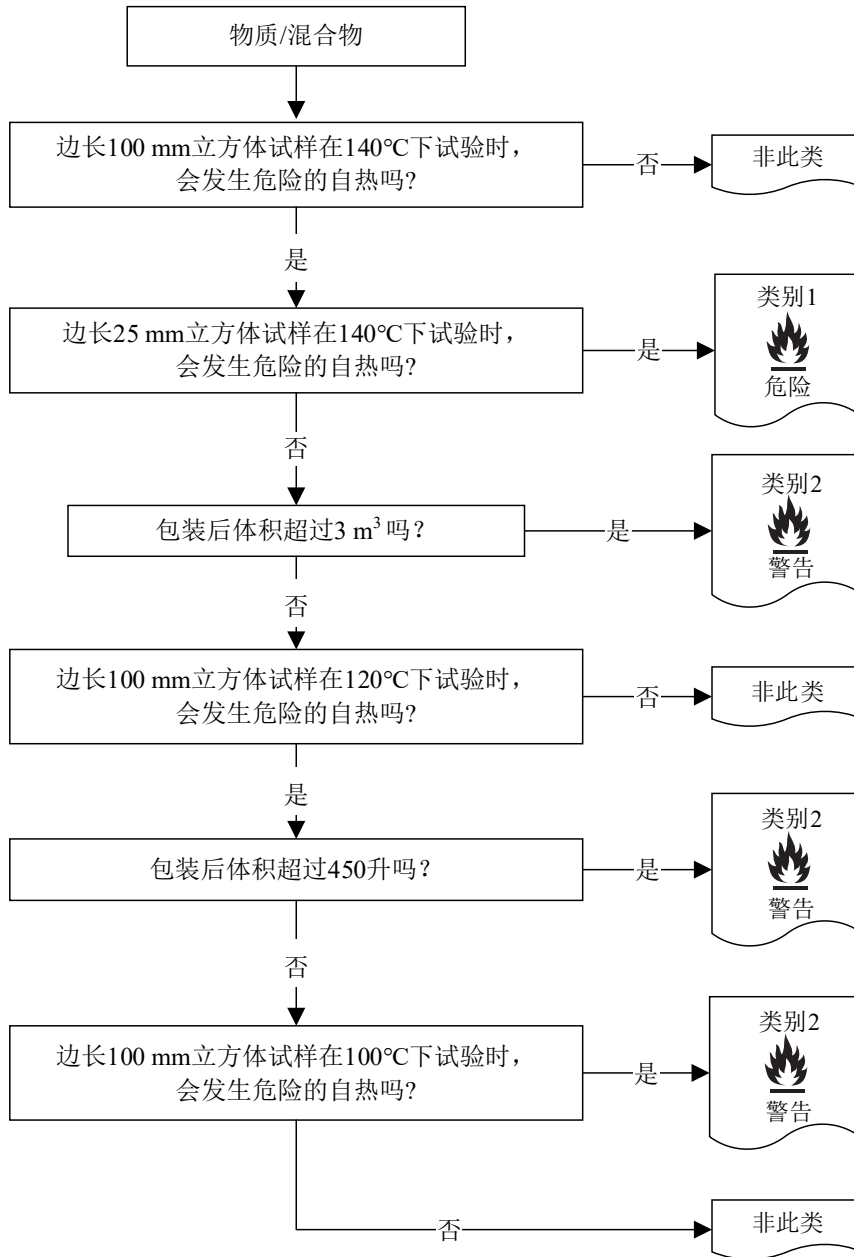 物质/混合物
边长100 mm立方体试样在140°C下试验时，
会发生危险的自热吗?
否
非此类
是
边长25 mm立方体试样在140°C下试验时，
会发生危险的自热吗?
是
类别1
危险
否
包装后体积超过3 m³ 吗？
是
类别2
警告
否
边长100 mm立方体试样在120°C下试验时，
会发生危险的自热吗?
否
非此类
是
包装后体积超过450升吗？
是
类别2
警告
否
边长100 mm立方体试样在100°C下试验时，
会发生危险的自热吗?
是
类别2
警告
否
非此类